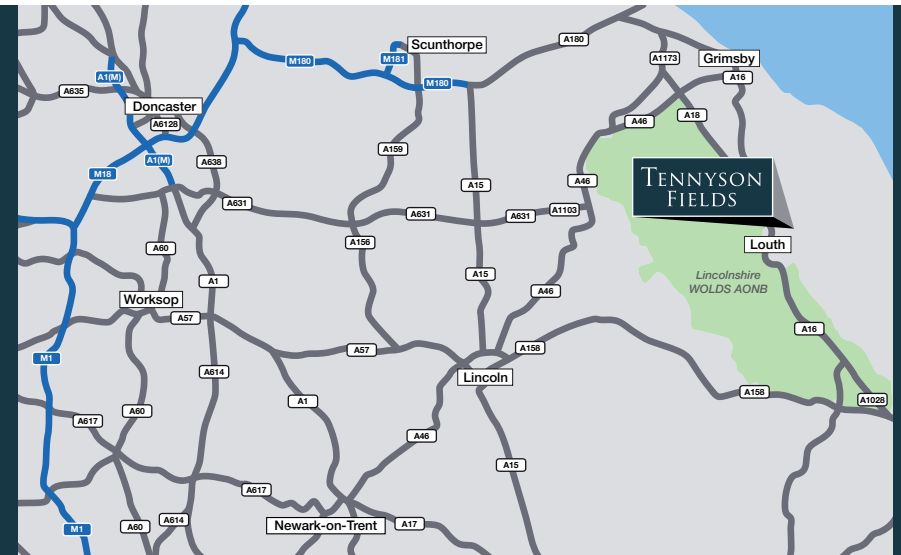 Scunthorpe
A180
M181
M180
A1173
Grimsby
A1(M)
A16
M180
A635
Doncaster
A18
A6128
A46
A159
A1(M)
A638
M18
A46
A15
TENNYSON
FIELDS
A631
A1103
A631
A631
A156
A60
Louth
A15
Lincolnshire
WOLDS AONB
A1
A46
Worksop
A57
A16
A158
A57
M1
A614
Lincoln
A158
A1
A1028
A60
A617
A46
A15
A617
A614
A60
Newark-on-Trent
A17
M1